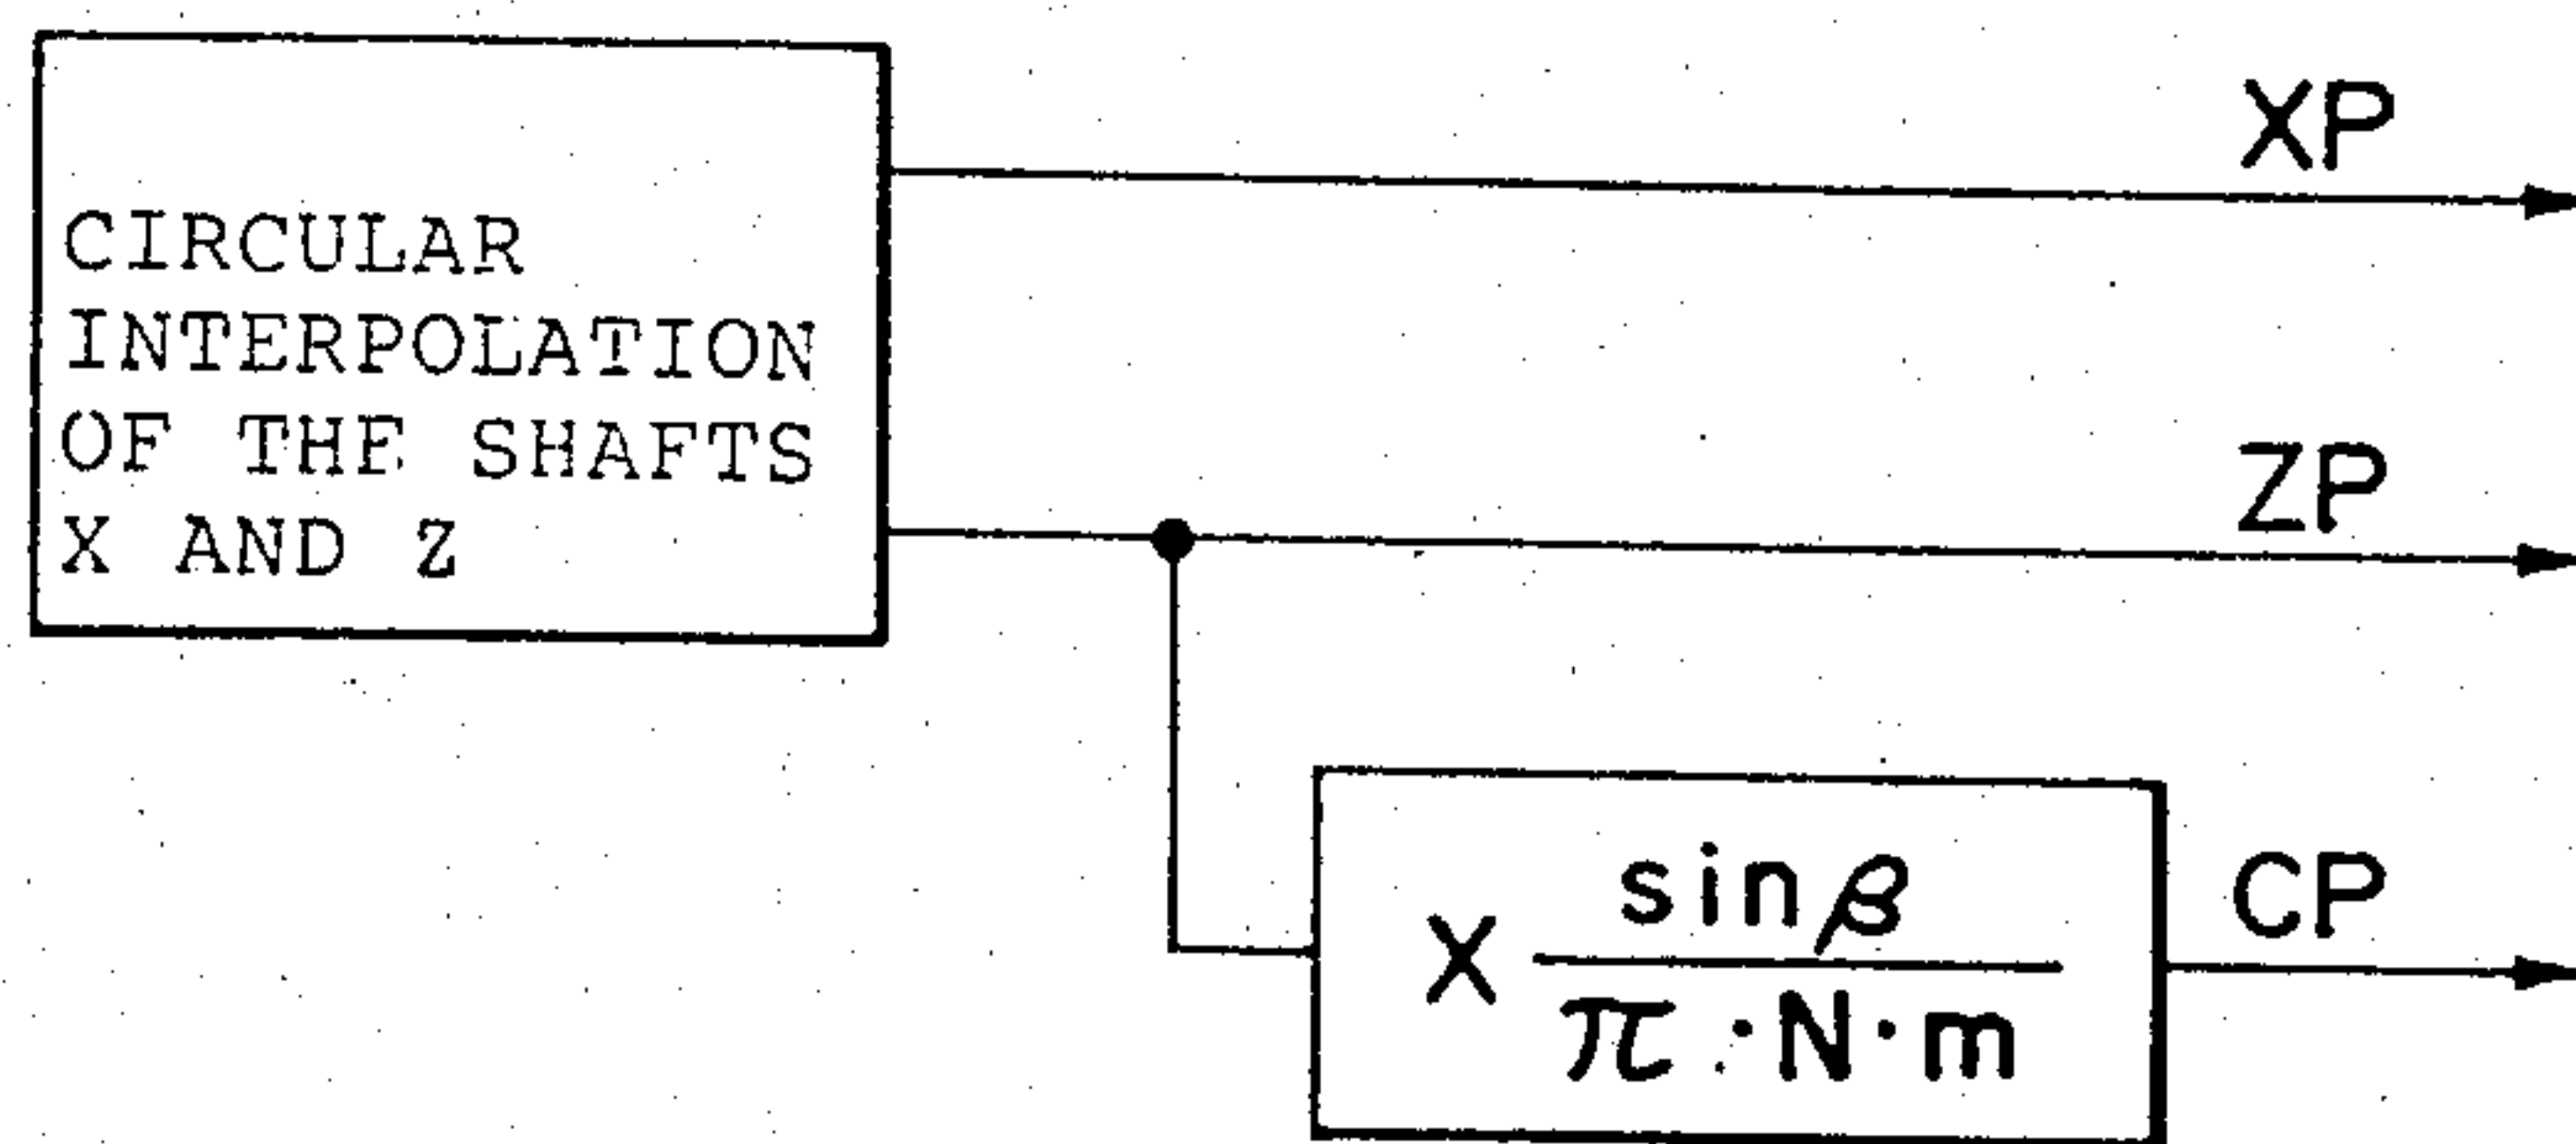 CIRCULAR
INTERPOLATION
OF THE SHAFTS
X AND Z
XP
ZP
X sinβ / π·N·m
CP